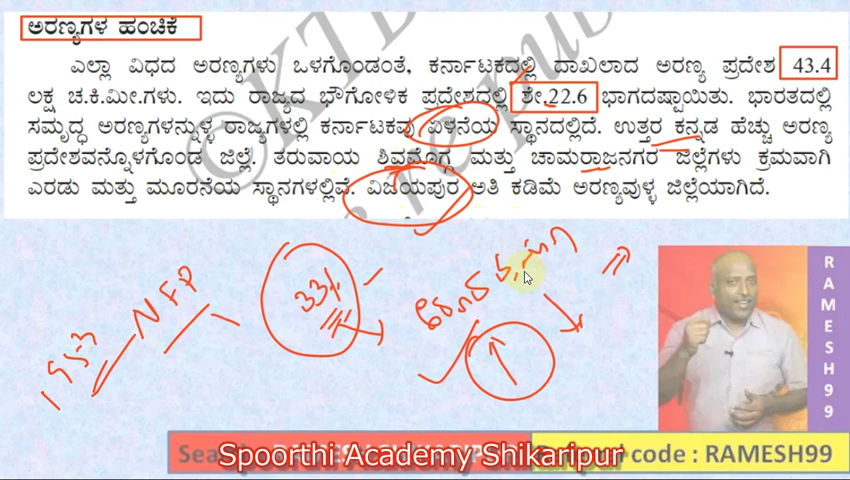 ಅರಣ್ಯಗಳ ಹಂಚಿಕೆ
ಎಲ್ಲಾ ವಿಧದ ಅರಣ್ಯಗಳು ಒಳಗೊಂಡಂತೆ, ಕರ್ನಾಟಕದಲ್ಲಿ ದಾಖಲಾದ ಅರಣ್ಯ ಪ್ರದೇಶ 43.4
ಲಕ್ಷ ಚ.ಕಿ.ಮೀ.ಗಳು. ಇದು ರಾಜ್ಯದ ಭೌಗೋಳಿಕ ಪ್ರದೇಶದಲ್ಲಿ ಶೇ.22.6 ಭಾಗದಷ್ಟಾಯಿತು. ಭಾರತದಲ್ಲಿ
ಸಮೃದ್ಧ ಅರಣ್ಯಗಳನ್ನುಳ್ಳ ರಾಜ್ಯಗಳಲ್ಲಿ ಕರ್ನಾಟಕವು ಏಳನೆಯ ಸ್ಥಾನದಲ್ಲಿದೆ. ಉತ್ತರ ಕನ್ನಡ ಹೆಚ್ಚು ಅರಣ್ಯ
ಪ್ರದೇಶವನ್ನೊಳಗೊಂಡ ಜಿಲ್ಲೆ. ತರುವಾಯ ಶಿವಮೊಗ್ಗ ಮತ್ತು ಚಾಮರಾಜನಗರ ಜಿಲ್ಲೆಗಳು ಕ್ರಮವಾಗಿ
ಎರಡು ಮತ್ತು ಮೂರನೆಯ ಸ್ಥಾನಗಳಲ್ಲಿವೆ. ವಿಜಯಪುರ ಅತಿ ಕಡಿಮೆ ಅರಣ್ಯವುಳ್ಳ ಜಿಲ್ಲೆಯಾಗಿದೆ.
NFP
33%
RAMESH99
Spoorthi Academy Shikaripur
code : RAMESH99